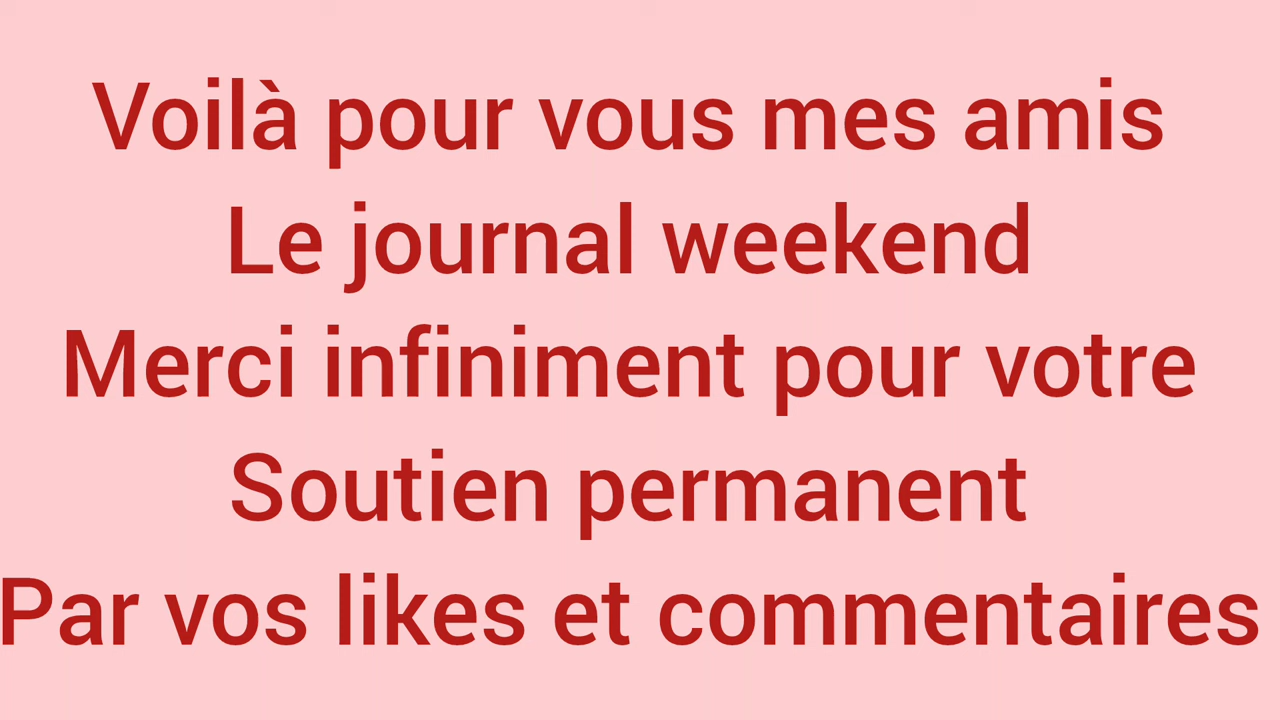 Voilà pour vous mes amis
Le journal weekend
Merci infiniment pour votre
Soutien permanent
Par vos likes et commentaires